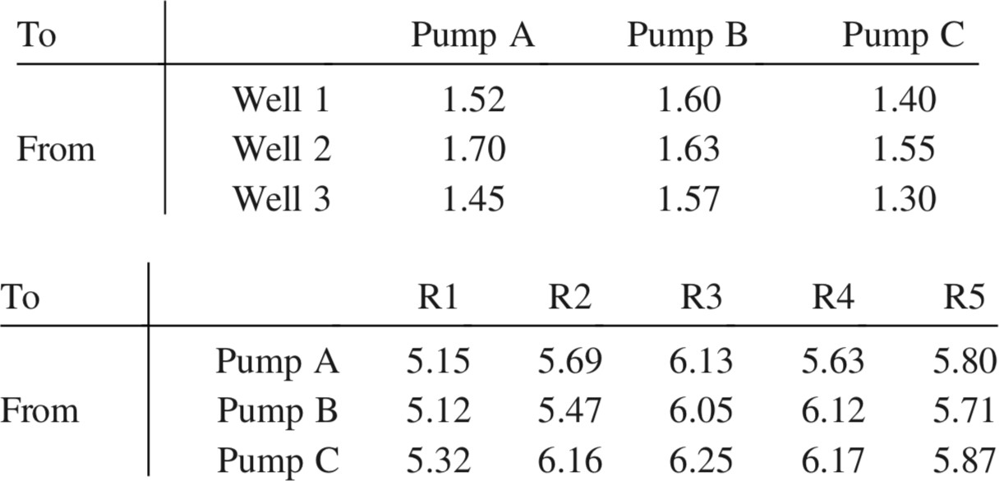 To Pump A Pump B Pump C
Well 1 1.52 1.60 1.40
From Well 2 1.70 1.63 1.55
Well 3 1.45 1.57 1.30
To R1 R2 R3 R4 R5
Pump A 5.15 5.69 6.13 5.63 5.80
From Pump B 5.12 5.47 6.05 6.12 5.71
Pump C 5.32 6.16 6.25 6.17 5.87